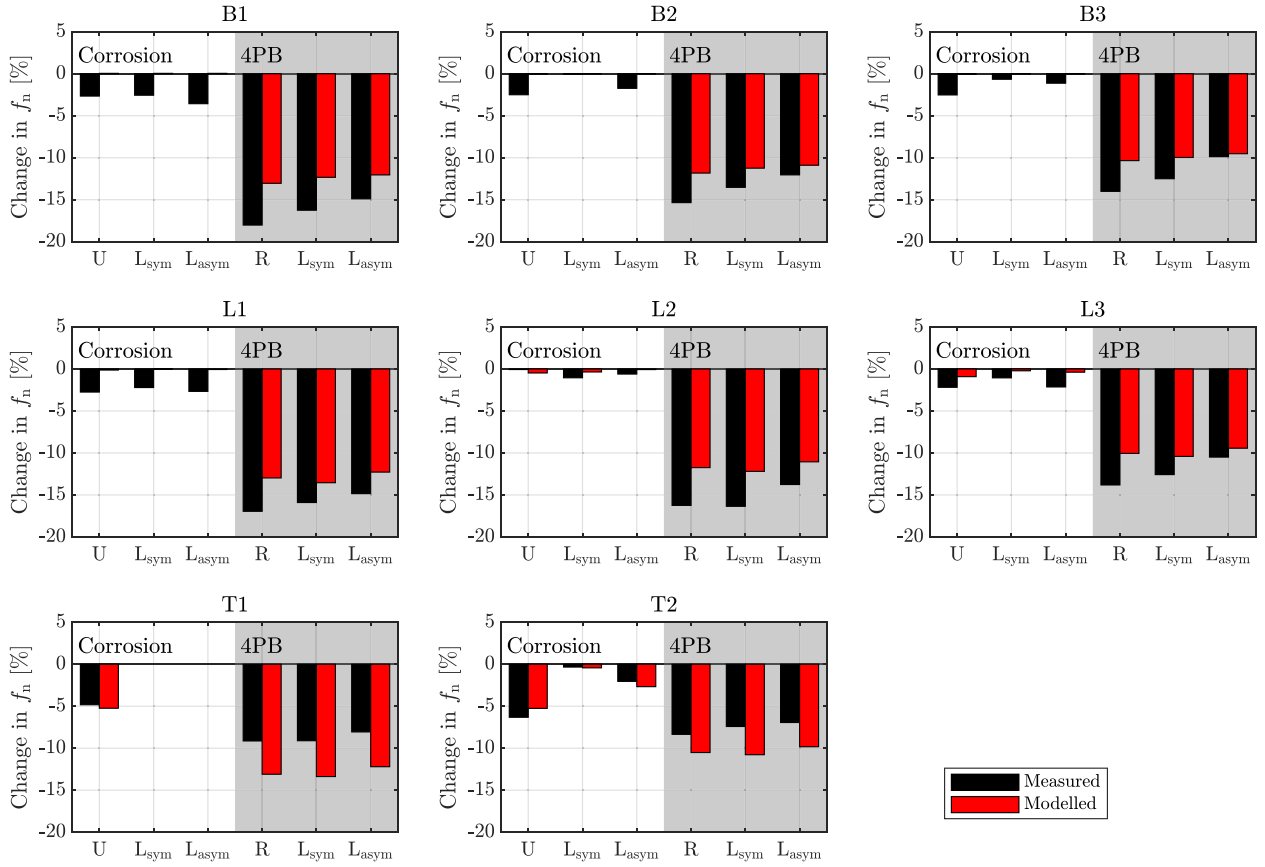 B1
Change in fn [%]
5
0
-5
-10
-15
-20
Corrosion 4PB
U Lsym Lasym R Lsym Lasym
B2
Change in fn [%]
5
0
-5
-10
-15
-20
Corrosion 4PB
U Lsym Lasym R Lsym Lasym
B3
Change in fn [%]
5
0
-5
-10
-15
-20
Corrosion 4PB
U Lsym Lasym R Lsym Lasym
L1
Change in fn [%]
5
0
-5
-10
-15
-20
Corrosion 4PB
U Lsym Lasym R Lsym Lasym
L2
Change in fn [%]
5
0
-5
-10
-15
-20
Corrosion 4PB
U Lsym Lasym R Lsym Lasym
L3
Change in fn [%]
5
0
-5
-10
-15
-20
Corrosion 4PB
U Lsym Lasym R Lsym Lasym
T1
Change in fn [%]
5
0
-5
-10
-15
-20
Corrosion 4PB
U Lsym Lasym R Lsym Lasym
T2
Change in fn [%]
5
0
-5
-10
-15
-20
Corrosion 4PB
U Lsym Lasym R Lsym Lasym
Measured
Modelled